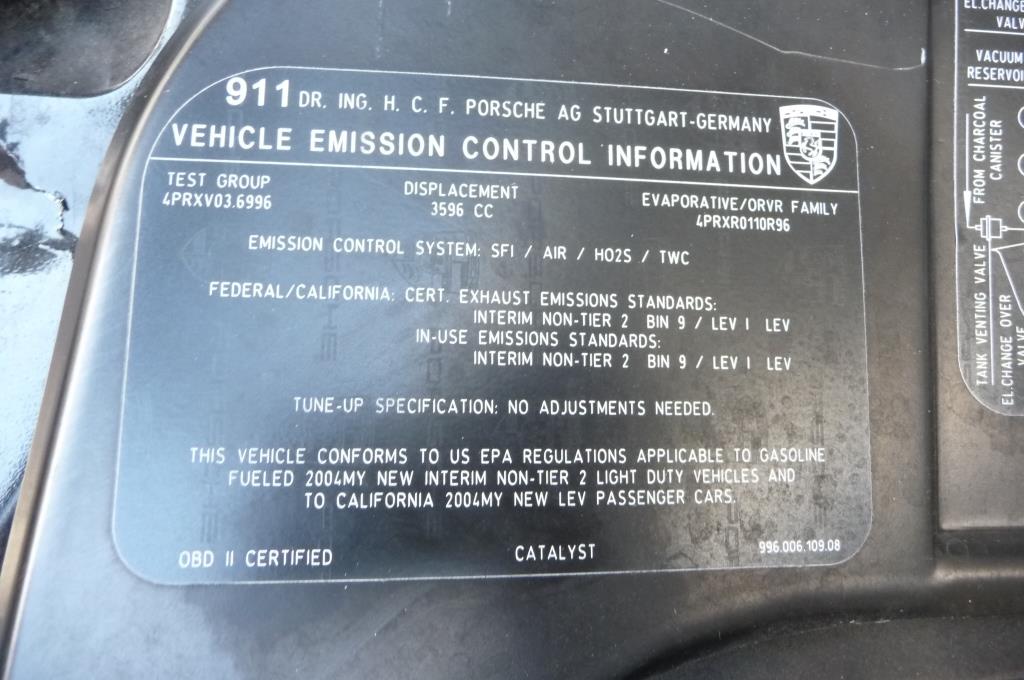 911 DR. ING. H. C. F. PORSCHE AG STUTTGART-GERMANY
VEHICLE EMISSION CONTROL INFORMATION
TEST GROUP
4PRXV03.6996
DISPLACEMENT
3596 CC
EVAPORATIVE/ORVR FAMILY
4PRXR0110R96
EMISSION CONTROL SYSTEM: SFI / AIR / HO2S / TWC
FEDERAL/CALIFORNIA: CERT. EXHAUST EMISSIONS STANDARDS:
INTERIM NON-TIER 2 BIN 9 / LEV I LEV
IN-USE EMISSIONS STANDARDS:
INTERIM NON-TIER 2 BIN 9 / LEV I LEV
TUNE-UP SPECIFICATION: NO ADJUSTMENTS NEEDED.
THIS VEHICLE CONFORMS TO US EPA REGULATIONS APPLICABLE TO GASOLINE
FUELED 2004MY NEW INTERIM NON-TIER 2 LIGHT DUTY VEHICLES AND
TO CALIFORNIA 2004MY NEW LEV PASSENGER CARS.
OBD II CERTIFIED
CATALYST
996.006.109.08
EL.CHANGE
VALV
VACUUM
RESERVOI
FROM CHARCOAL
CANISTER
TANK VENTING VALVE
EL.CHANGE OVER
VALVE